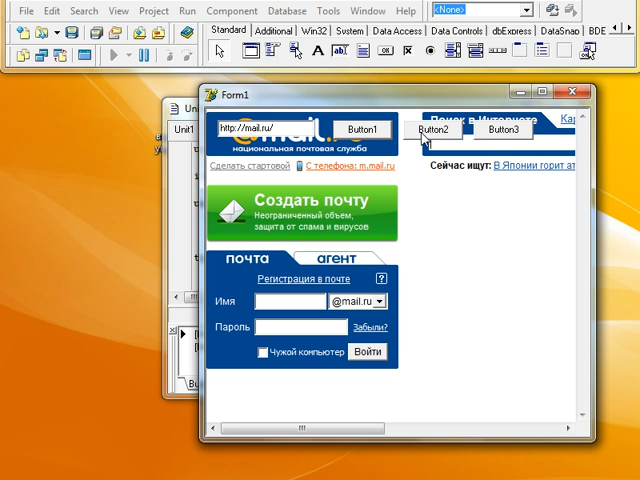 File Edit Search View Project Run Component Database Tools Window Help
<None>
Standard Additional Win32 System Data Access Data Controls dbExpress DataSnap BDE
Form1
Unit1
http://mail.ru/
Button1
Button2
Button3
Поиск в Интернете
национальная почтовая служба
Сделать стартовой
С телефона: m.mail.ru
Сейчас ищут: В Японии горит ат
Создать почту
Неограниченный объем,
защита от спама и вирусов
почта
агент
Регистрация в почте
?
Имя
@mail.ru
Пароль
Забыли?
Чужой компьютер
Войти